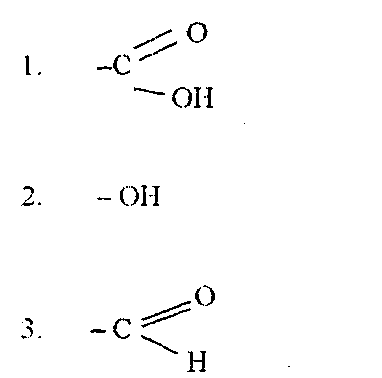 O
1. –C
OH
2. – OH
O
3. –C
H